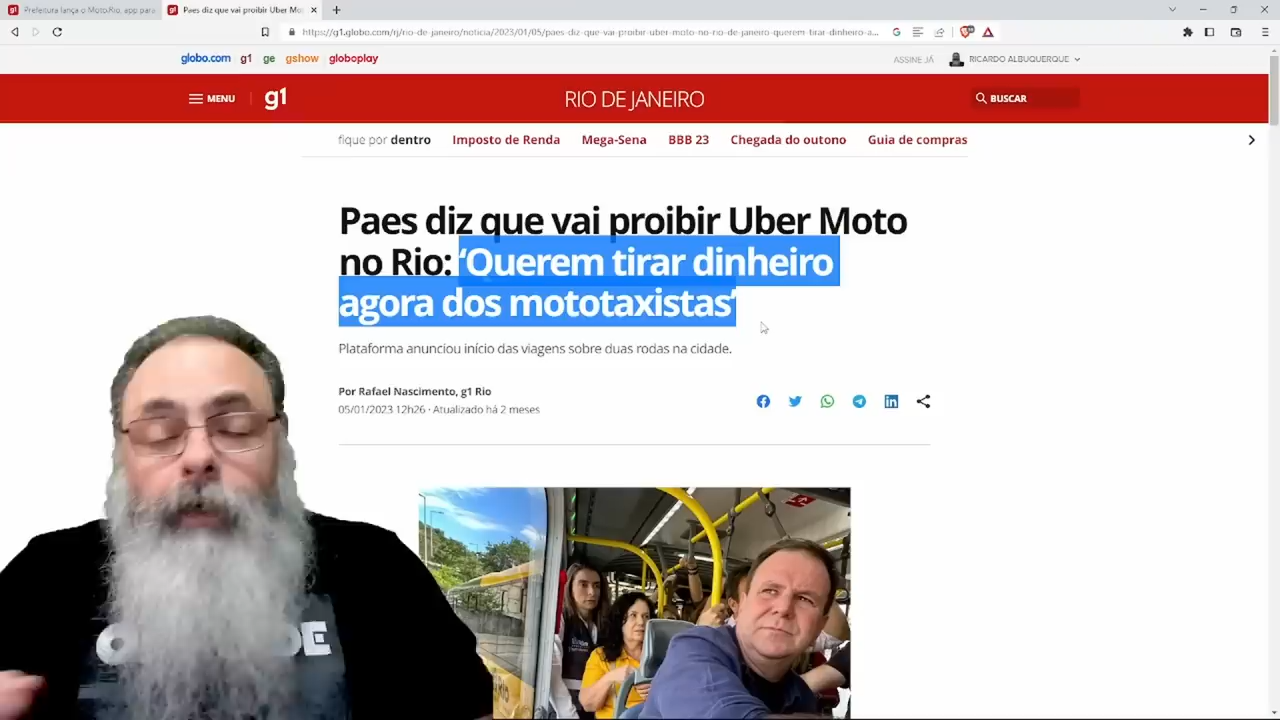 Prefeitura lança o Moto.Rio, app para
Paes diz que vai proibir Uber Mot
https://g1.globo.com/rj/rio-de-janeiro/noticia/2023/01/05/paes-diz-que-vai-proibir-uber-moto-no-rio-de-janeiro-querem-tirar-dinheiro-a...
globo.com g1 ge gshow globoplay
ASSINE JÁ RICARDO ALBUQUERQUE
MENU g1 RIO DE JANEIRO BUSCAR
fique por dentro Imposto de Renda Mega-Sena BBB 23 Chegada do outono Guia de compras
Paes diz que vai proibir Uber Moto
no Rio: ‘Querem tirar dinheiro
agora dos mototaxistas’
Plataforma anunciou início das viagens sobre duas rodas na cidade.
Por Rafael Nascimento, g1 Rio
05/01/2023 12h26 · Atualizado há 2 meses